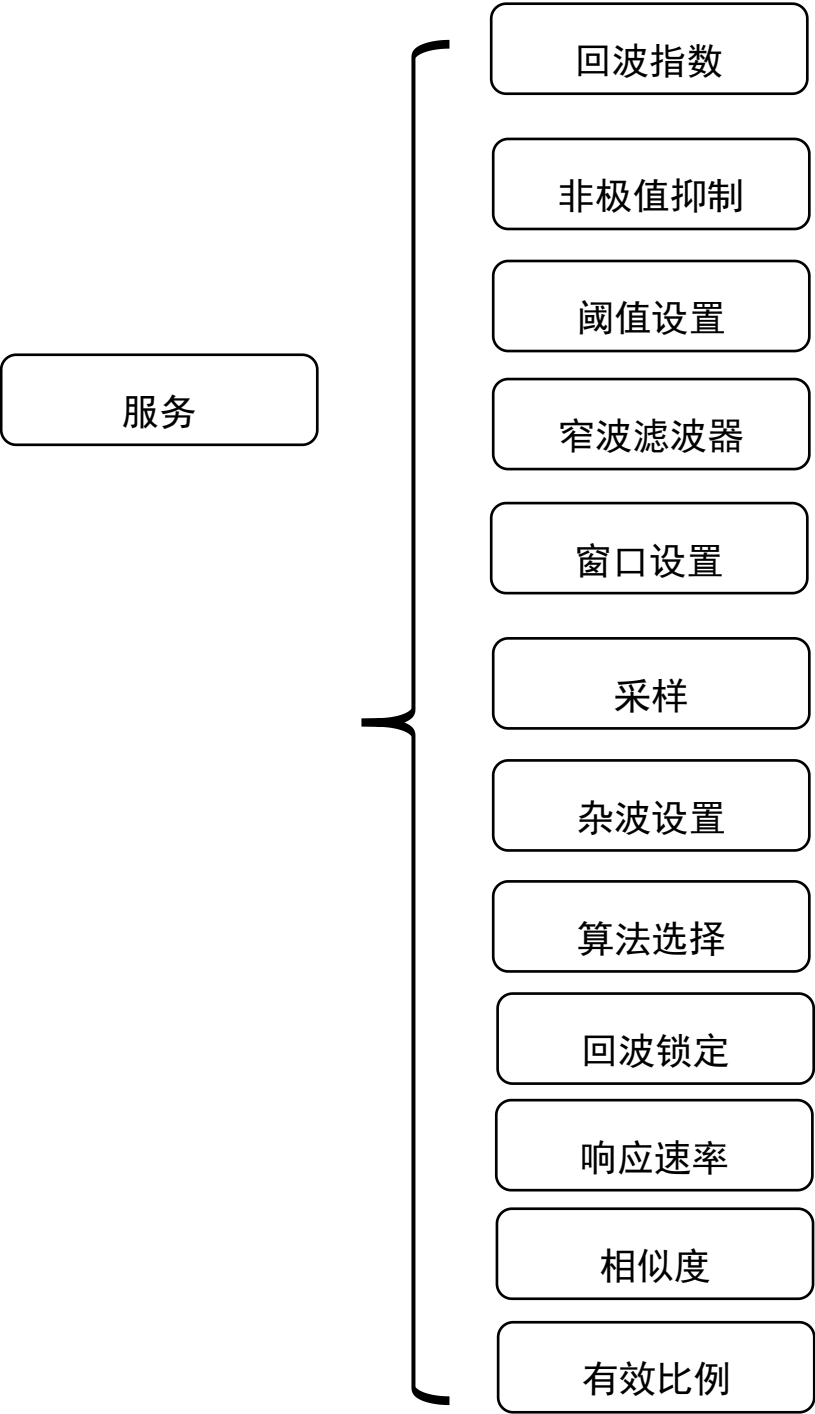 服务
回波指数
非极值抑制
阈值设置
窄波滤波器
窗口设置
采样
杂波设置
算法选择
回波锁定
响应速率
相似度
有效比例